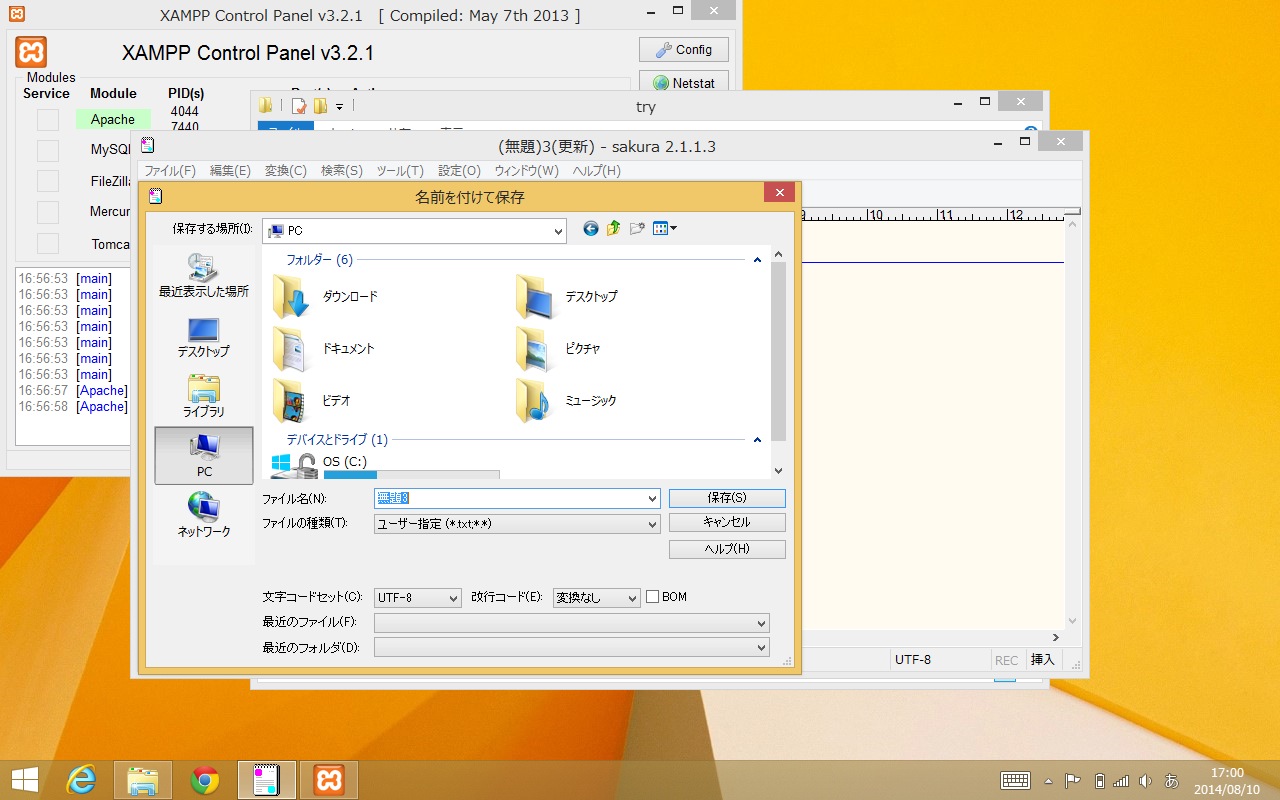 XAMPP Control Panel v3.2.1 [ Compiled: May 7th 2013 ]
XAMPP Control Panel v3.2.1
Config
Netstat
Modules
Service Module PID(s)
Apache
4044
7440
FileZilla
try
(無題)3(更新) - sakura 2.1.1.3
ファイル(F) 編集(E) 変換(C) 検索(S) ツール(T) 設定(O) ウィンドウ(W) ヘルプ(H)
名前を付けて保存
9 10 11 12
保存する場所(I): PC
最近表示した場所
デスクトップ
ライブラリ
PC
ネットワーク
フォルダー (6)
ダウンロード デスクトップ
ドキュメント ピクチャ
ビデオ ミュージック
デバイスとドライブ (1)
OS (C:)
ファイル名(N): 無題3 保存(S)
ファイルの種類(T): ユーザー指定 (*.txt;*.*) キャンセル
ヘルプ(H)
文字コードセット(C): UTF-8 改行コード(E): 変換なし BOM
最近のファイル(F):
最近のフォルダ(D):
16:56:53 [main]
16:56:53 [main]
16:56:53 [main]
16:56:53 [main]
16:56:53 [main]
16:56:53 [main]
16:56:53 [main]
16:56:57 [Apache]
16:56:58 [Apache]
UTF-8 REC 挿入
あ
17:00
2014/08/10